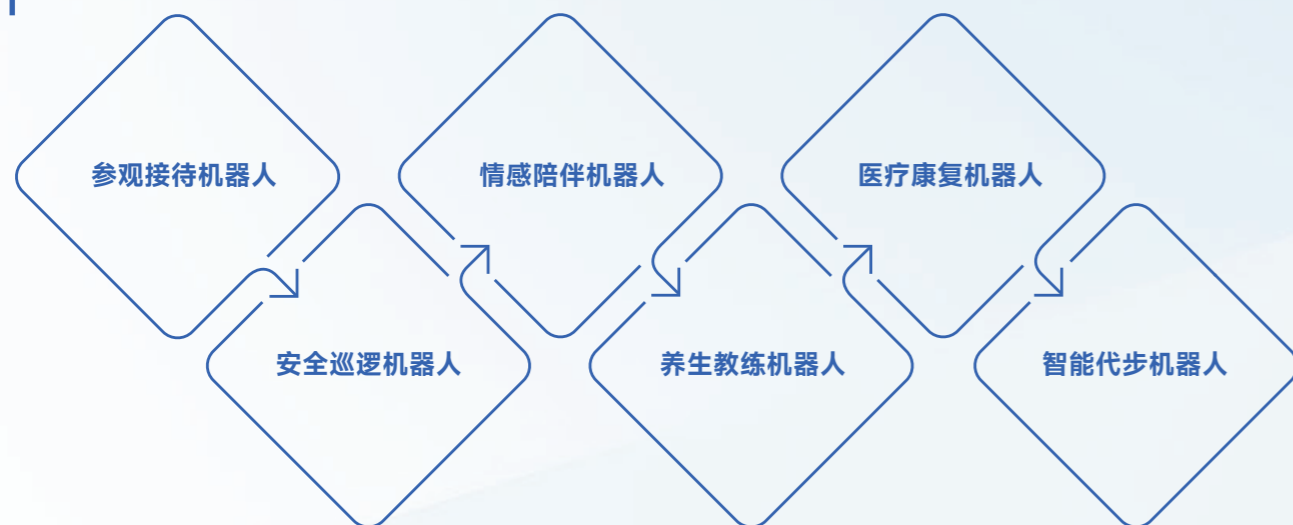 参观接待机器人
安全巡逻机器人
情感陪伴机器人
养生教练机器人
医疗康复机器人
智能代步机器人